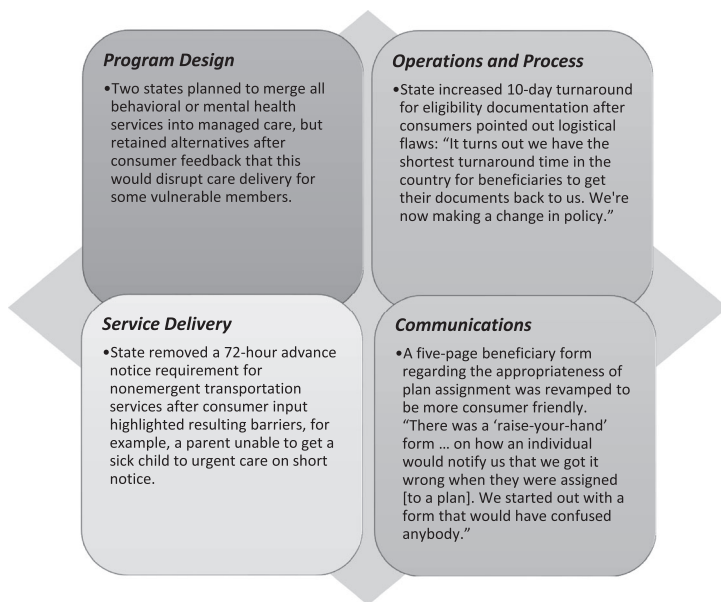 Program Design
•Two states planned to merge all
behavioral or mental health
services into managed care, but
retained alternatives after
consumer feedback that this
would disrupt care delivery for
some vulnerable members.
Operations and Process
•State increased 10-day turnaround
for eligibility documentation after
consumers pointed out logistical
flaws: “It turns out we have the
shortest turnaround time in the
country for beneficiaries to get
their documents back to us. We're
now making a change in policy.”
Service Delivery
•State removed a 72-hour advance
notice requirement for
nonemergent transportation
services after consumer input
highlighted resulting barriers, for
example, a parent unable to get a
sick child to urgent care on short
notice.
Communications
•A five-page beneficiary form
regarding the appropriateness of
plan assignment was revamped to
be more consumer friendly.
“There was a ‘raise-your-hand’
form ... on how an individual
would notify us that we got it
wrong when they were assigned
[to a plan]. We started out with a
form that would have confused
anybody.”